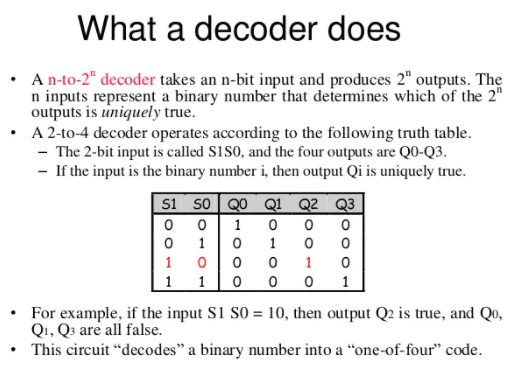 What a decoder does
• A n-to-2ⁿ decoder takes an n-bit input and produces 2ⁿ outputs. The
n inputs represent a binary number that determines which of the 2ⁿ
outputs is uniquely true.
• A 2-to-4 decoder operates according to the following truth table.
– The 2-bit input is called S1S0, and the four outputs are Q0-Q3.
– If the input is the binary number i, then output Qi is uniquely true.
S1 S0 Q0 Q1 Q2 Q3
0 0 1 0 0 0
0 1 0 1 0 0
1 0 0 0 1 0
1 1 0 0 0 1
• For example, if the input S1 S0 = 10, then output Q2 is true, and Q0,
Q1, Q3 are all false.
• This circuit “decodes” a binary number into a “one-of-four” code.